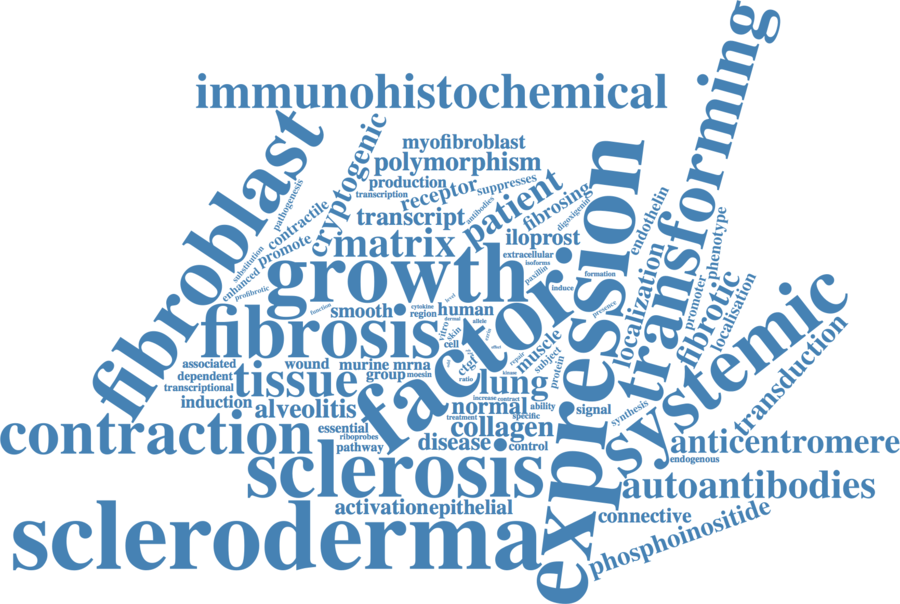 transforming
immunohistochemical
fibroblast
cryptogenic
myofibroblast
polymorphism
production
transcription
receptor
suppresses
antibodies
patient
fibrosing
digoxigenin
expression
endothelin
pathogenesis
contractile
transcript
promote
substitution
enhanced
profibrotic
matrix
iloprost
extracellular
isoforms
paxillin
growth
factor
formation
induce
presence
localization
phenotype
promoter
fibrotic
localisation
systemic
function
smooth
cytokine
region
level
human
fibrosis
vitro
dermal
allele
skin
cell
effect
repair
muscle
subject
protein
associated
wound
murine
mrna
dependent
tissue
group
moesin
ctgf
ratio
kinase
lung
transcriptional
induction
alveolitis
increase
contract
normal
ability
treatment
specific
signal
synthesis
transduction
contraction
essential
riboprobes
pathway
collagen
disease
control
anticentromere
endogenous
sclerosis
autoantibodies
activation
epithelial
connective
phosphoinositide
scleroderma